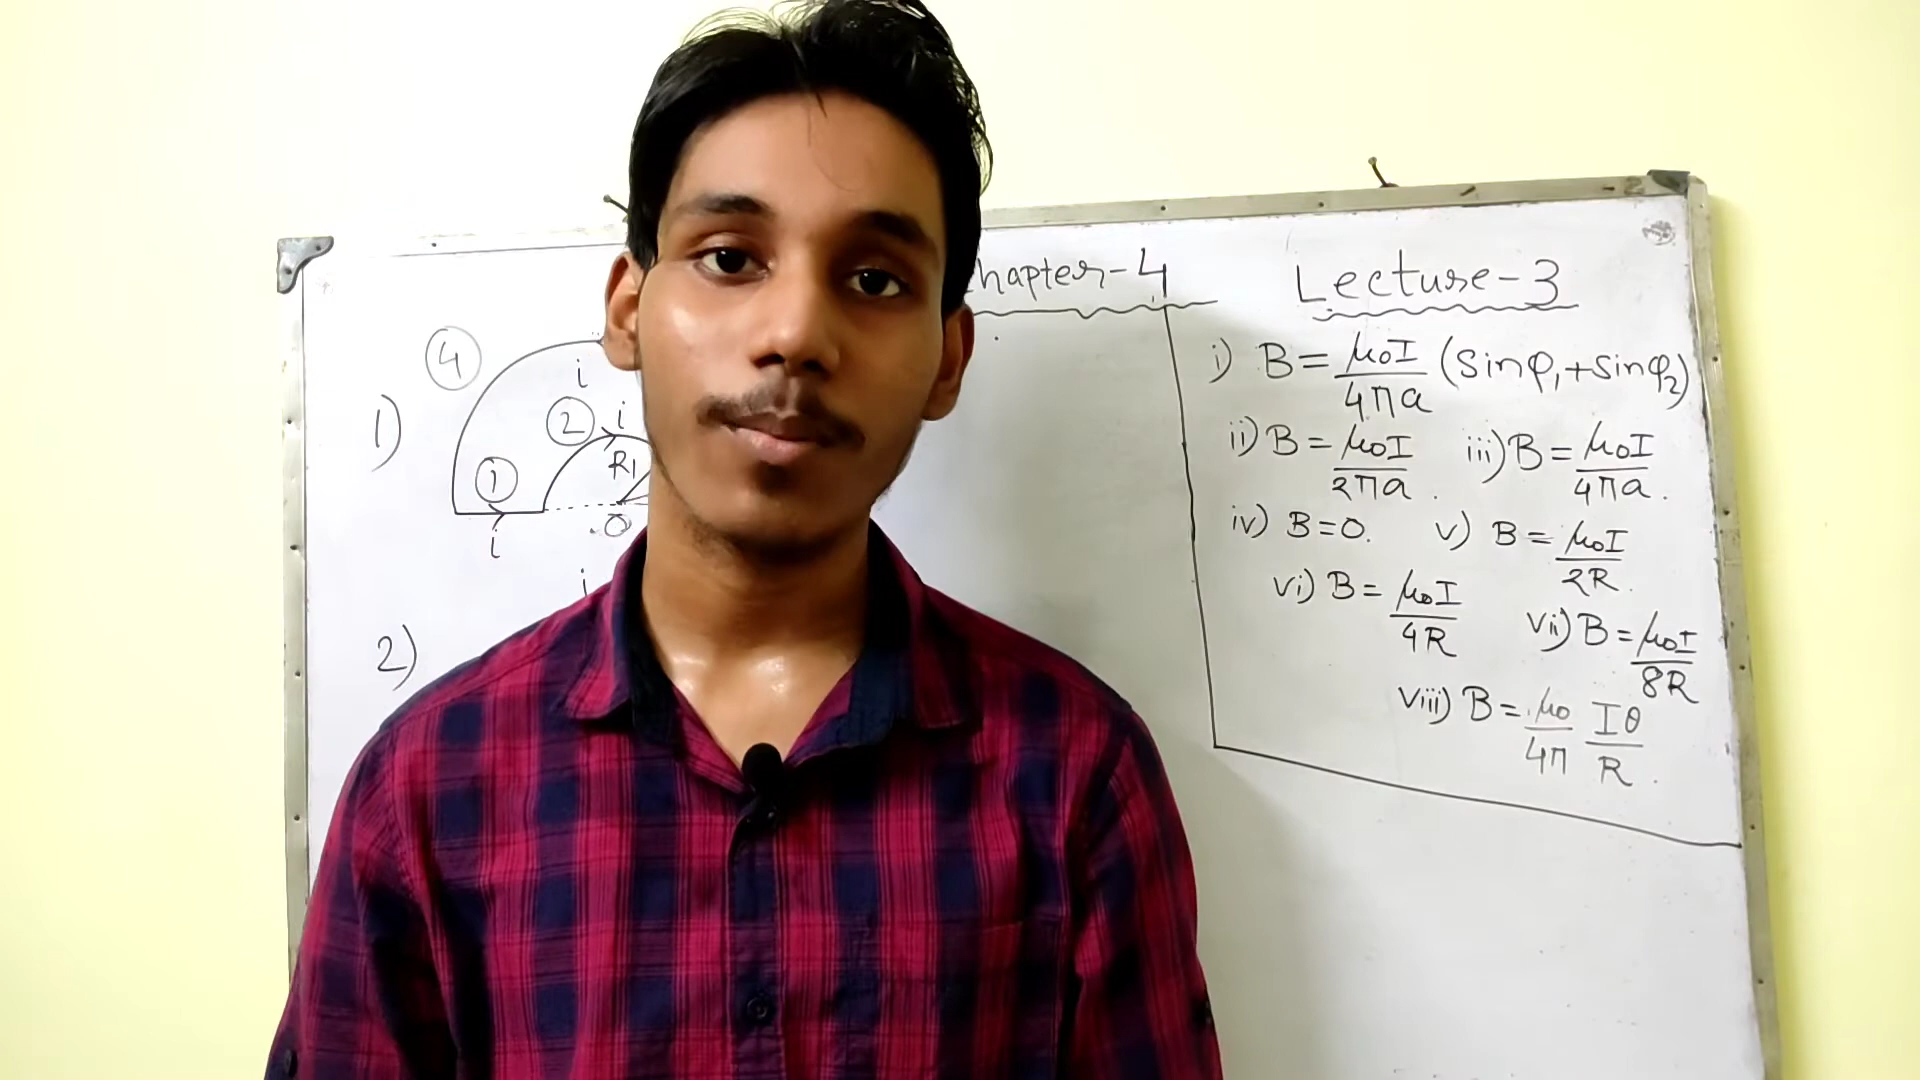 hapter-4
Lecture-3
4
i
1)
2
i
R1
1
O
i
i
2)
i) B = μ0I/4πa (Sinφ1+sinφ2)
ii) B = μ0I/2πa . iii) B = μ0I/4πa .
iv) B=0. v) B = μ0I/2R .
vi) B = μ0I/4R
vii) B = μ0I/8R
viii) B = μ0/4π Iθ/R .